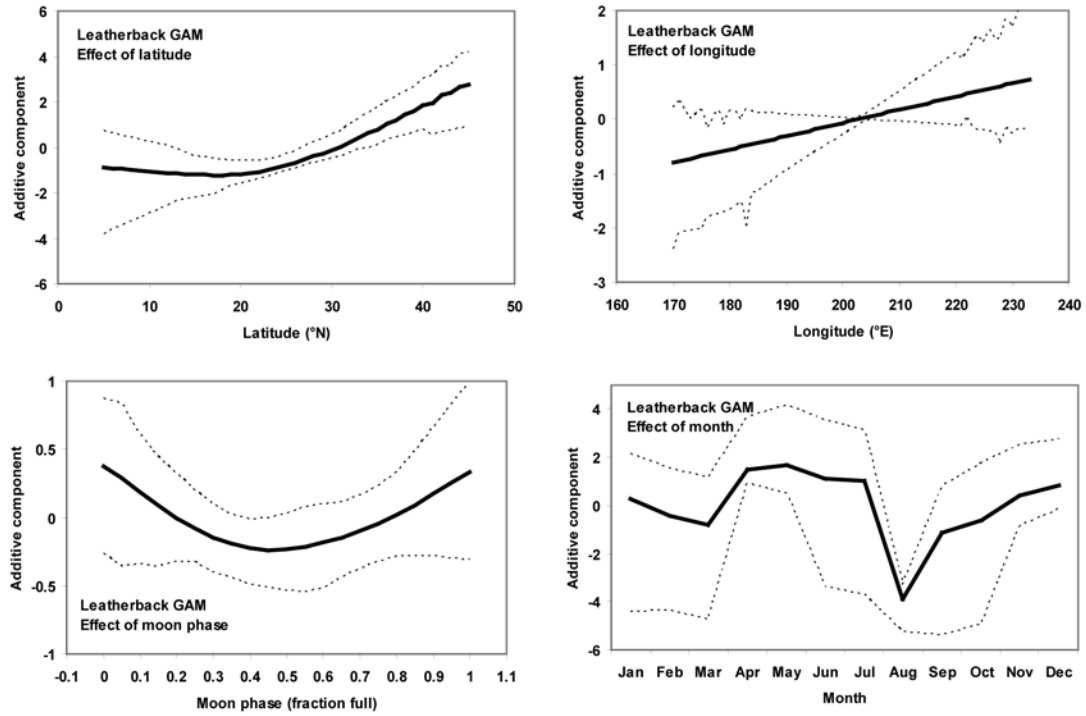 Leatherback GAM
Effect of latitude
Additive component
6
4
2
0
-2
-4
-6
0
10
20
30
40
50
Latitude (°N)
Leatherback GAM
Effect of longitude
Additive component
2
1
0
-1
-2
-3
160
170
180
190
200
210
220
230
240
Longitude (°E)
Leatherback GAM
Effect of moon phase
Additive component
1
0.5
0
-0.5
-1
-0.1
0
0.1
0.2
0.3
0.4
0.5
0.6
0.7
0.8
0.9
1
1.1
Moon phase (fraction full)
Leatherback GAM
Effect of month
Additive component
4
2
0
-2
-4
-6
Jan
Feb
Mar
Apr
May
Jun
Jul
Aug
Sep
Oct
Nov
Dec
Month